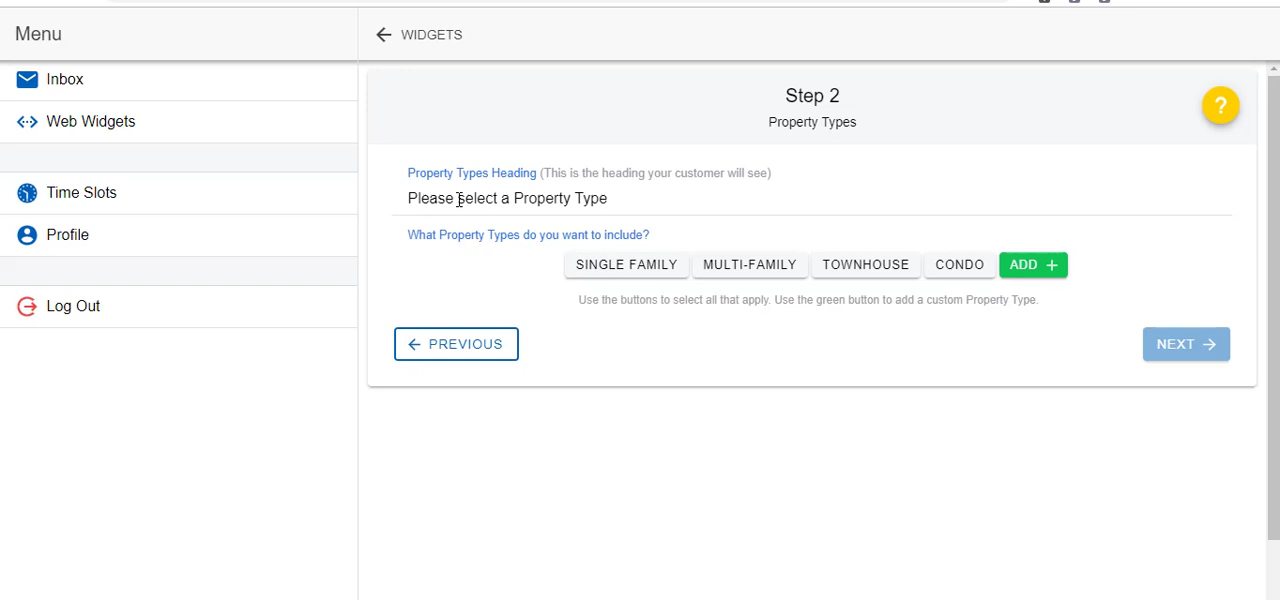 Menu
WIDGETS
Inbox
Web Widgets
Time Slots
Profile
Log Out
Step 2
Property Types
?
Property Types Heading (This is the heading your customer will see)
Please select a Property Type
What Property Types do you want to include?
SINGLE FAMILY MULTI-FAMILY TOWNHOUSE CONDO ADD +
Use the buttons to select all that apply. Use the green button to add a custom Property Type.
PREVIOUS NEXT